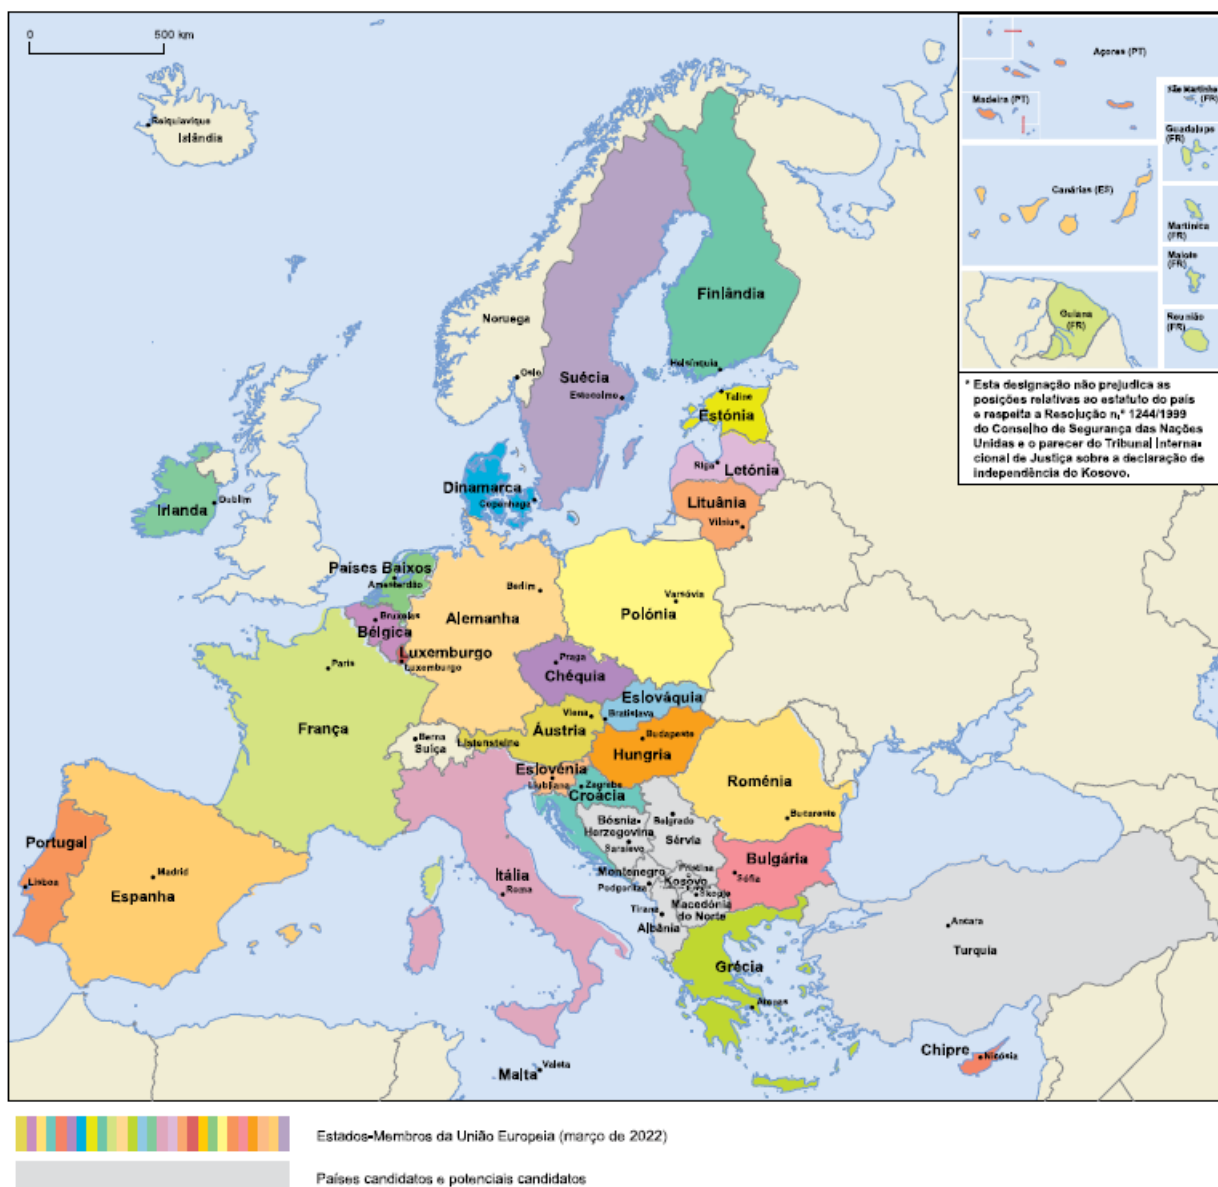 0 500 km
Reiquiavique
Islândia
Noruega
Oslo
Suécia
Estocolmo
Finlândia
Helsínquia
Taline
Estónia
Riga
Letónia
Lituânia
Vilnius
Dinamarca
Copenhaga
Irlanda
Dublim
Países Baixos
Amesterdão
Bruxelas
Bélgica
Luxemburgo
Luxemburgo
Berlim
Alemanha
Varsóvia
Polónia
Praga
Chéquia
Eslováquia
Bratislava
Viena
Áustria
Listenstaine
Budapeste
Hungria
Paris
França
Berna
Suíça
Eslovénia
Liubliana
Zagrebe
Croácia
Roménia
Bucareste
Bósnia-
Herzegovina
Saraievo
Belgrado
Sérvia
Montenegro
Podgoritza
Pristina
Kosovo*
Skopje
Macedónia
do Norte
Tirana
Albânia
Bulgária
Sófia
Portugal
Lisboa
Madrid
Espanha
Itália
Roma
Grécia
Atenas
Ancara
Turquia
Chipre
Nicósia
Malta
Valeta
Açores (PT)
Madeira (PT)
São Martinho
(FR)
Guadalupe
(FR)
Canárias (ES)
Martinica
(FR)
Maiote
(FR)
Guiana
(FR)
Reunião
(FR)
* Esta designação não prejudica as
posições relativas ao estatuto do país
e respeita a Resolução n.° 1244/1999
do Conselho de Segurança das Nações
Unidas e o parecer do Tribunal Interna-
cional de Justiça sobre a declaração de
independência do Kosovo.
Estados-Membros da União Europeia (março de 2022)
Países candidatos e potenciais candidatos